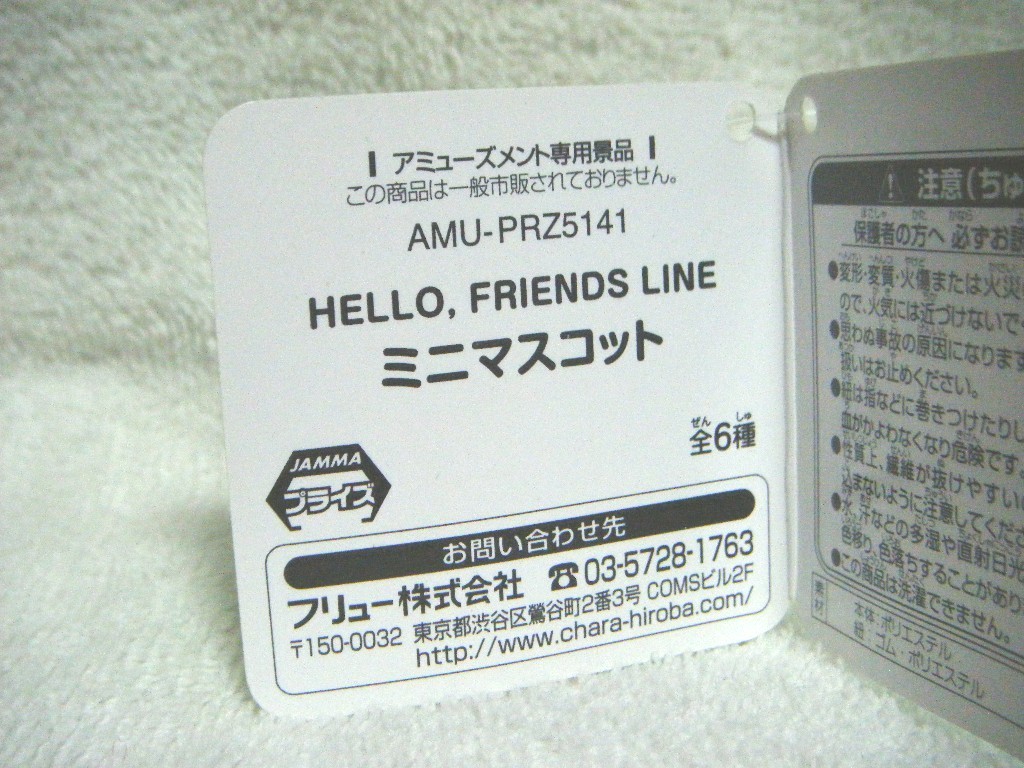 アミューズメント専用景品
この商品は一般市販されておりません。
AMU-PRZ5141
HELLO, FRIENDS LINE
ミニマスコット
ぜん しゅ
全6種
JAMMA
プライズ
お問い合わせ先
フリュー株式会社 ☎03-5728-1763
〒150-0032 東京都渋谷区鶯谷町2番3号 COMSビル2F
http://www.chara-hiroba.com/
注意(ちゅ
ほごしゃ かた かなら
保護者の方へ 必ずお読
●変形・変質・火傷または火災
ので、火気には近づけないで
●思わぬ事故の原因になります
扱いはお止めください。
●紐は指などに巻きつけたりし
血がかよわなくなり危険です。
●性質上、繊維が抜けやすい
込まないように注意してくださ
●水、汗などの多湿や直射日光
色移り、色落ちすることがあり
●この商品は洗濯できません。
素材
本体:ポリエステル
紐:ゴム・ポリエステル